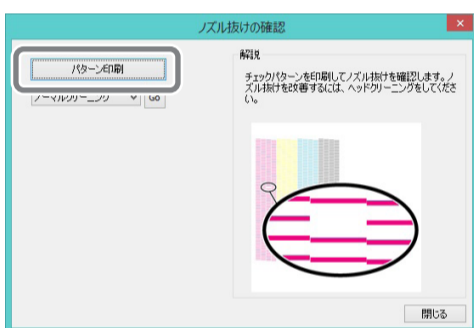 ノズル抜けの確認
パターン印刷
ノーマルクリーニング
Go
解説
チェックパターンを印刷してノズル抜けを確認します。ノ
ズル抜けを改善するには、ヘッドクリーニングをしてくださ
い。
閉じる